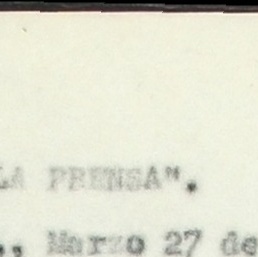 LA PRENSA".
., Marzo 27 de